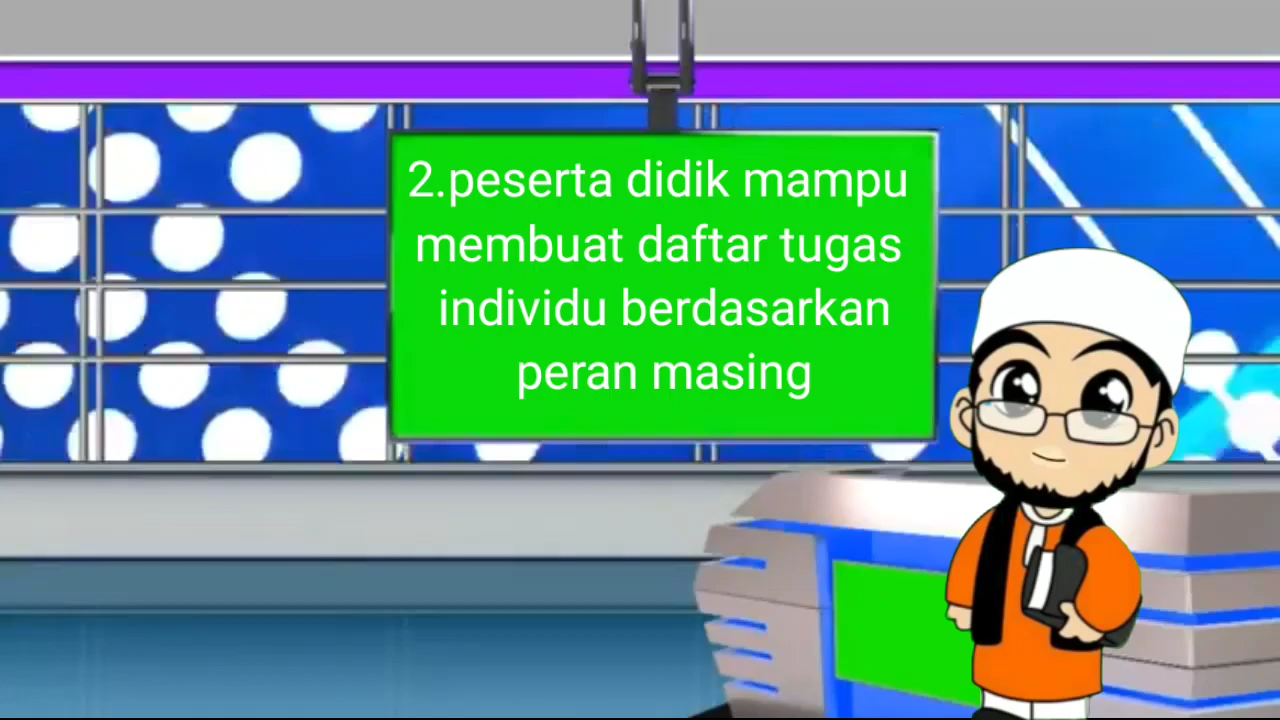 2.peserta didik mampu
membuat daftar tugas
individu berdasarkan
peran masing